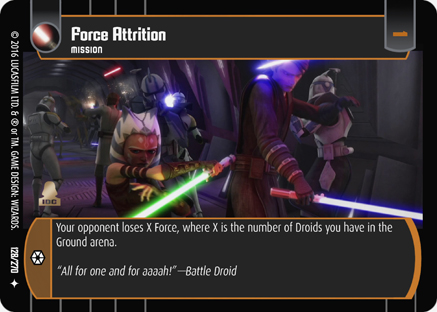 Force Attrition
MISSION
Your opponent loses X Force, where X is the number of Droids you have in the
Ground arena.
"All for one and for aaaah!"—Battle Droid
© 2016 LUCASFILM LTD. & ® or TM. GAME DESIGN: WIZARDS.
128/270
IDC